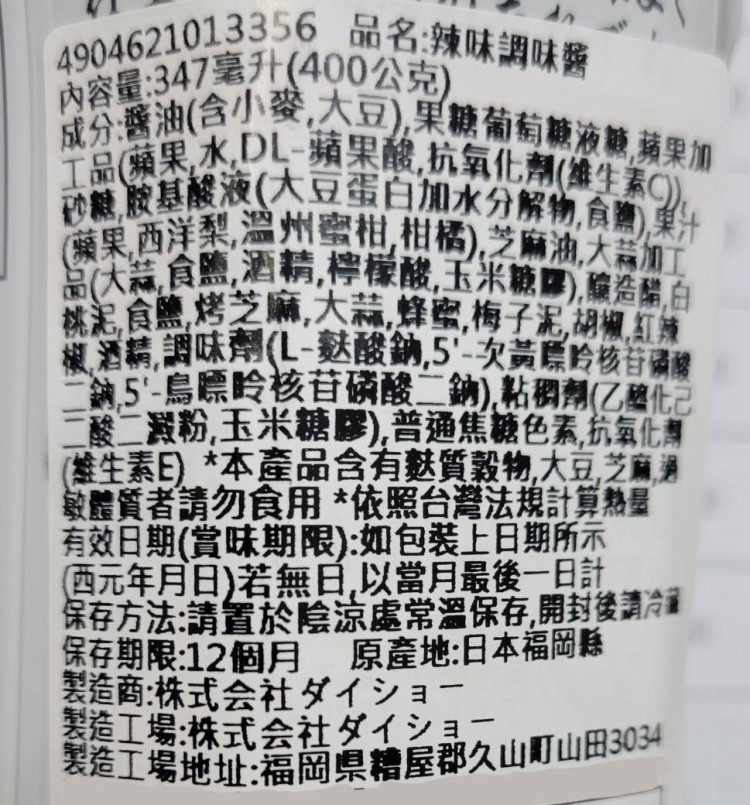 4904621013356 品名:辣味調味醬
內容量:347毫升(400公克)
成分:醬油(含小麥,大豆),果糖葡萄糖液糖,蘋果加
工品(蘋果,水,DL-蘋果酸,抗氧化劑(維生素C)),
砂糖,胺基酸液(大豆蛋白加水分解物,食鹽),果汁
(蘋果,西洋梨,溫州蜜柑,柑橘),芝麻油,大蒜加工
品(大蒜,食鹽,酒精,檸檬酸,玉米糖膠),釀造醋,白
桃泥,食鹽,烤芝麻,大蒜,蜂蜜,梅子泥,胡椒,紅辣
椒,酒精,調味劑(L-麩酸鈉,5'-次黃嘌呤核苷磷酸
二鈉,5'-鳥嘌呤核苷磷酸二鈉),粘稠劑(乙醯化己
二酸二澱粉,玉米糖膠),普通焦糖色素,抗氧化劑
(維生素E) *本產品含有麩質穀物,大豆,芝麻,過
敏體質者請勿食用 *依照台灣法規計算熱量
有效日期(賞味期限):如包裝上日期所示
(西元年月日)若無日,以當月最後一日計
保存方法:請置於陰涼處常溫保存,開封後請冷藏
保存期限:12個月 原產地:日本福岡縣
製造商:株式会社ダイショー
製造工場:株式会社ダイショー
製造工場地址:福岡県糟屋郡久山町山田3034